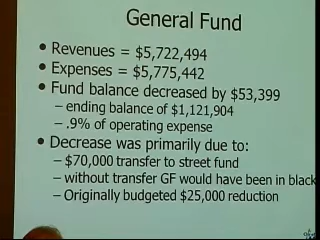 General Fund
• Revenues = $5,722,494
• Expenses = $5,775,442
• Fund balance decreased by $53,399
– ending balance of $1,121,904
– .9% of operating expense
• Decrease was primarily due to:
– $70,000 transfer to street fund
– without transfer GF would have been in black
– Originally budgeted $25,000 reduction